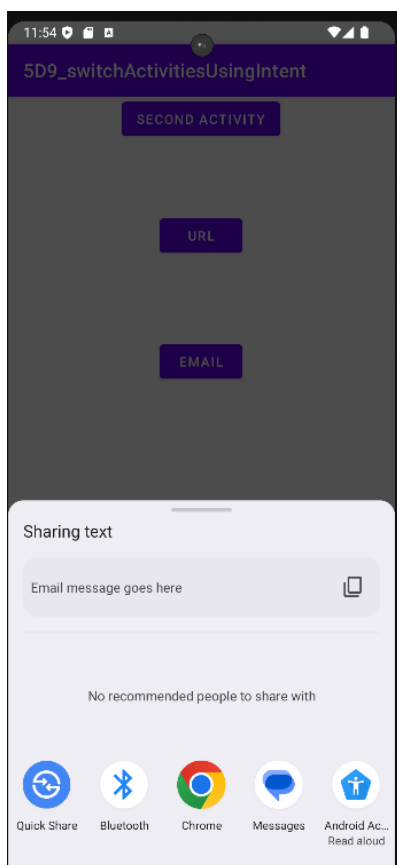 11:54
5D9_switchActivitiesUsingIntent
SECOND ACTIVITY
URL
EMAIL
Sharing text
Email message goes here
No recommended people to share with
Quick Share
Bluetooth
Chrome
Messages
Android Ac...
Read aloud